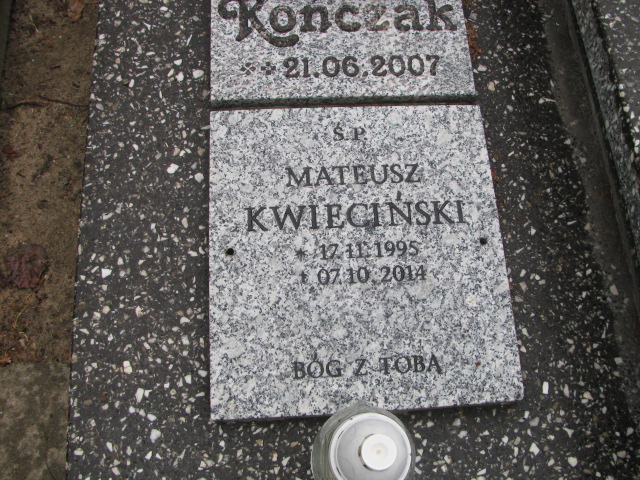 Kończak
*+ 21.06.2007
Ś.P.
MATEUSZ
KWIECIŃSKI
* 17.11.1995
+ 07.10.2014
BÓG Z TOBĄ